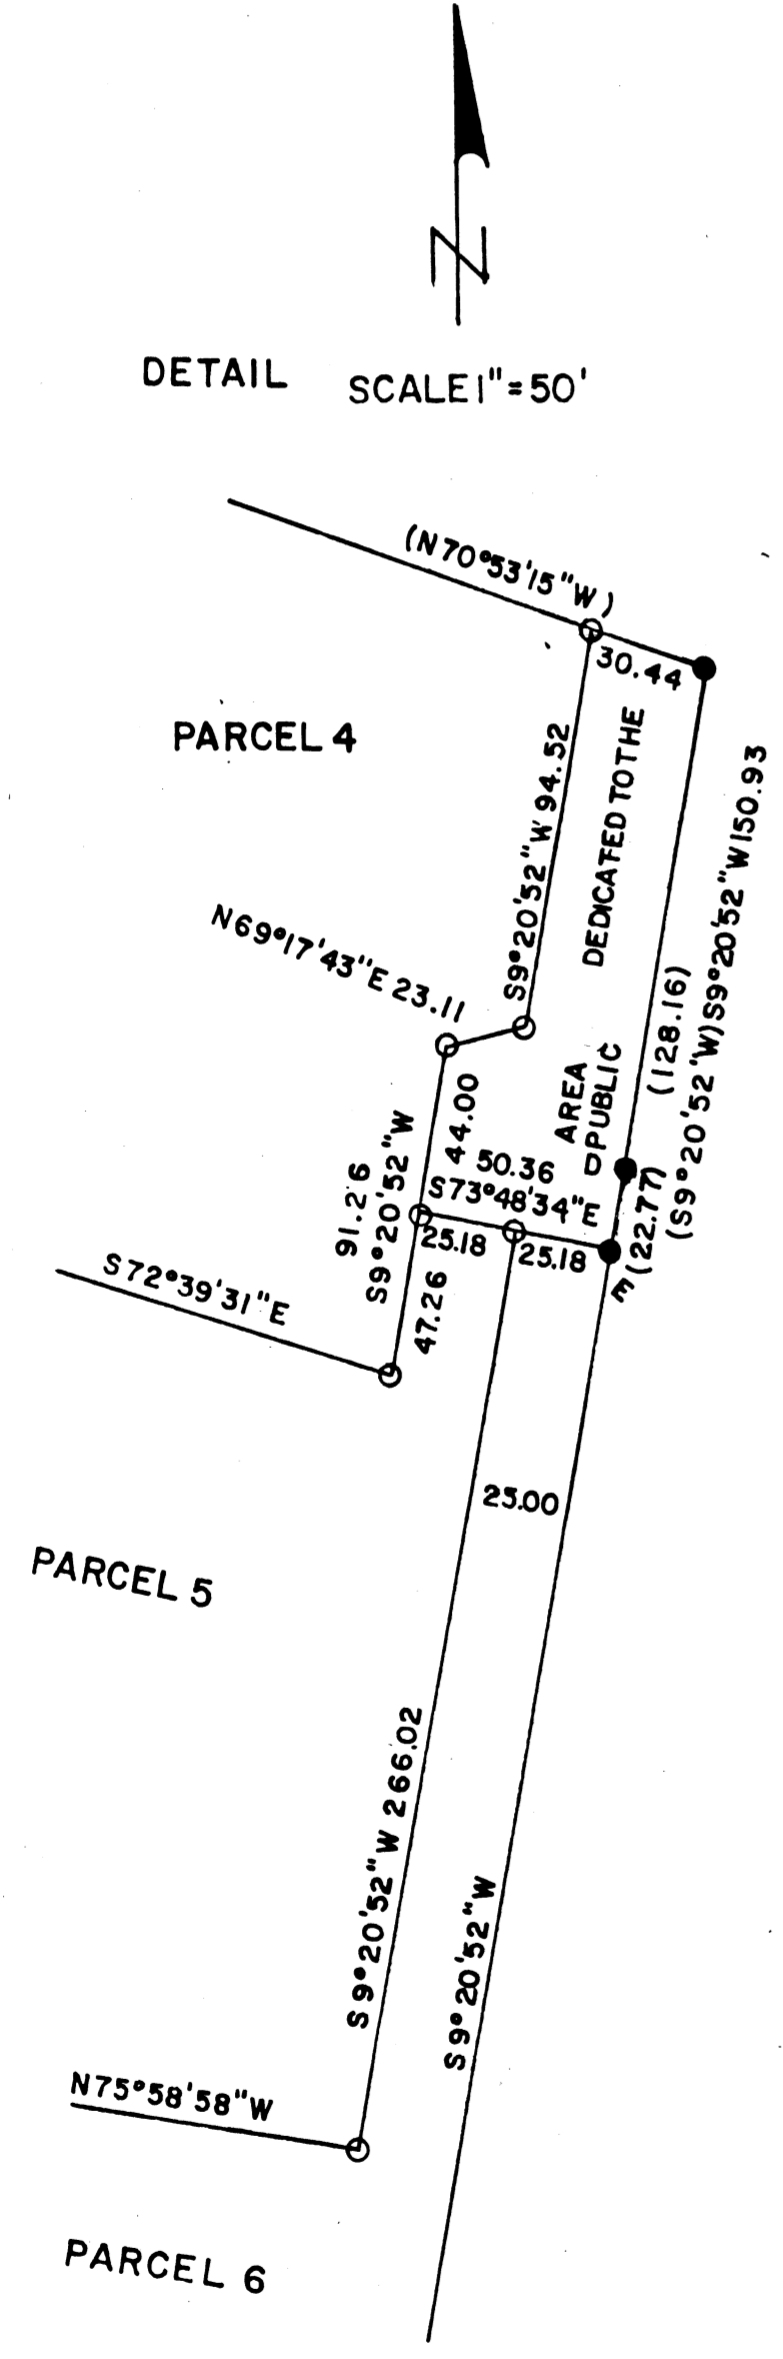 N
DETAIL SCALE 1"=50'
(N70°53'15"W)
30.44
PARCEL 4
S9°20'52"W 94.52
DEDICATED TO THE
AREA
PUBLIC
(128.16)
(S9°20'52"W) S9°20'52"W 150.93
N69°17'43"E 23.11
44.00
91.26
S9°20'52"W
50.36
S73°48'34"E
25.18
25.18
(22.77)
E
47.26
S72°39'31"E
25.00
PARCEL 5
S9°20'52"W 266.02
S9°20'52"W
N75°58'58"W
PARCEL 6